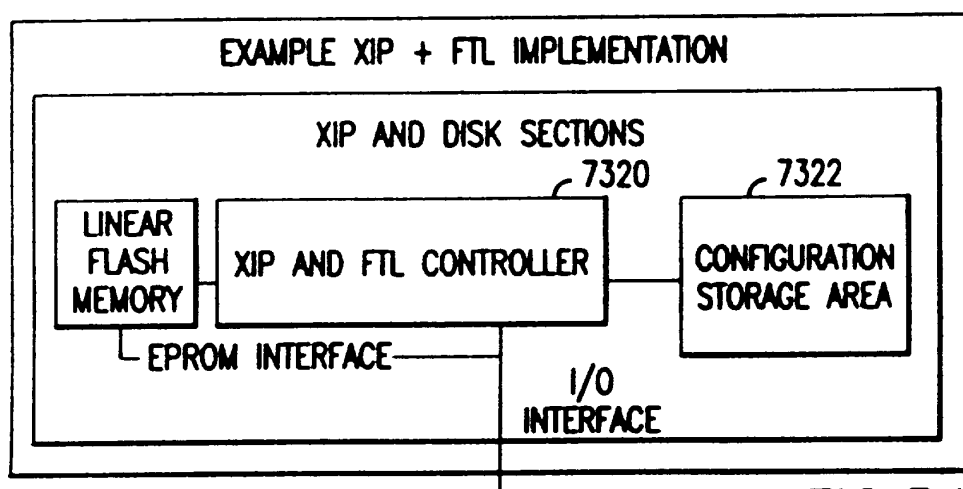 EXAMPLE XIP + FTL IMPLEMENTATION
XIP AND DISK SECTIONS
7320
7322
LINEAR
FLASH
MEMORY
XIP AND FTL CONTROLLER
CONFIGURATION
STORAGE AREA
EPROM INTERFACE
I/O
INTERFACE